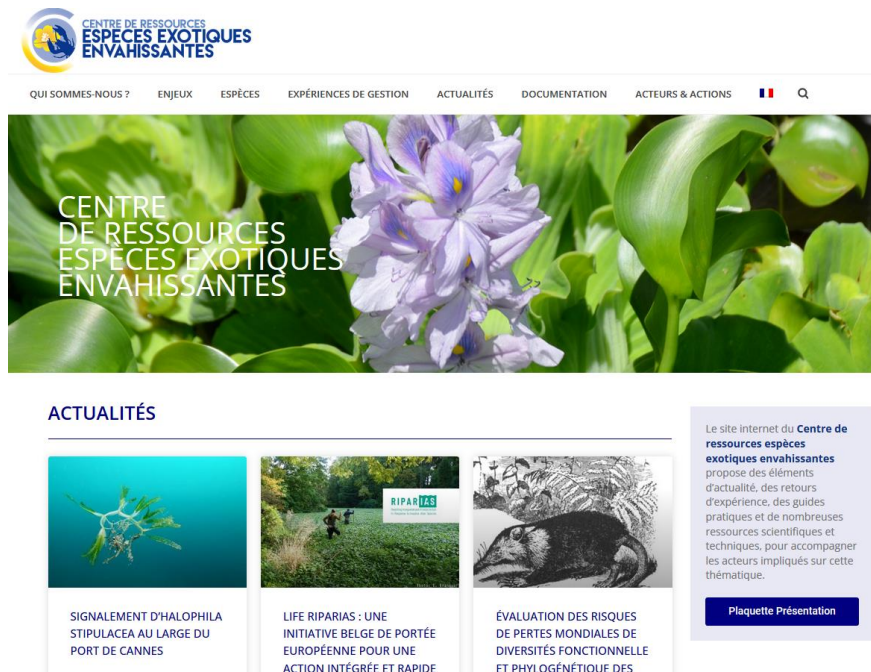 CENTRE DE RESSOURCES
ESPÈCES EXOTIQUES
ENVAHISSANTES
QUI SOMMES-NOUS ?
ENJEUX
ESPÈCES
EXPÉRIENCES DE GESTION
ACTUALITÉS
DOCUMENTATION
ACTEURS & ACTIONS
CENTRE
DE RESSOURCES
ESPÈCES EXOTIQUES
ENVAHISSANTES
ACTUALITÉS
RIPARIAS
SIGNALEMENT D'HALOPHILA
STIPULACEA AU LARGE DU
PORT DE CANNES
LIFE RIPARIAS : UNE
INITIATIVE BELGE DE PORTÉE
EUROPÉENNE POUR UNE
ACTION INTÉGRÉE ET RAPIDE
ÉVALUATION DES RISQUES
DE PERTES MONDIALES DE
DIVERSITÉS FONCTIONNELLE
ET PHYLOGÉNÉTIQUE DES
Le site internet du Centre de
ressources espèces
exotiques envahissantes
propose des éléments
d'actualité, des retours
d'expérience, des guides
pratiques et de nombreuses
ressources scientifiques et
techniques, pour accompagner
les acteurs impliqués sur cette
thématique.
Plaquette Présentation